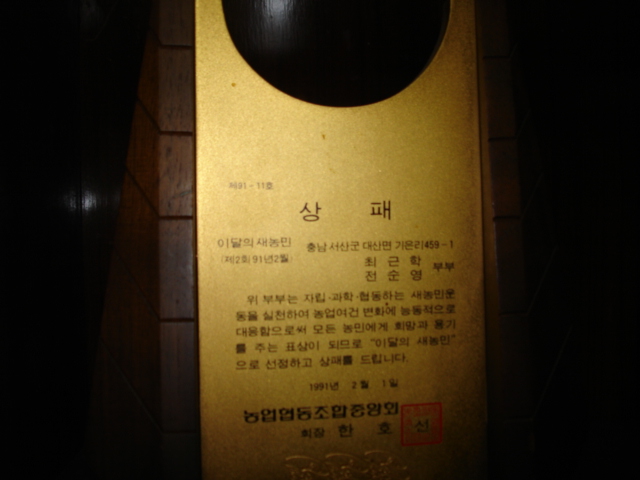 제91-11호
상 패
이달의 새농민
(제2회 91년2월)
충남 서산군 대산면 기은리459-1
최 근 학
전 순 영 부부
위 부부는 자립·과학·협동하는 새농민운
동을 실천하여 농업여건 변화에 능동적으로
대응함으로써 모든 농민에게 희망과 용기
를 주는 표상이 되므로 "이달의 새농민"
으로 선정하고 상패를 드립니다.
1991년 2월 1일
농업협동조합중앙회
회장 한 호 선